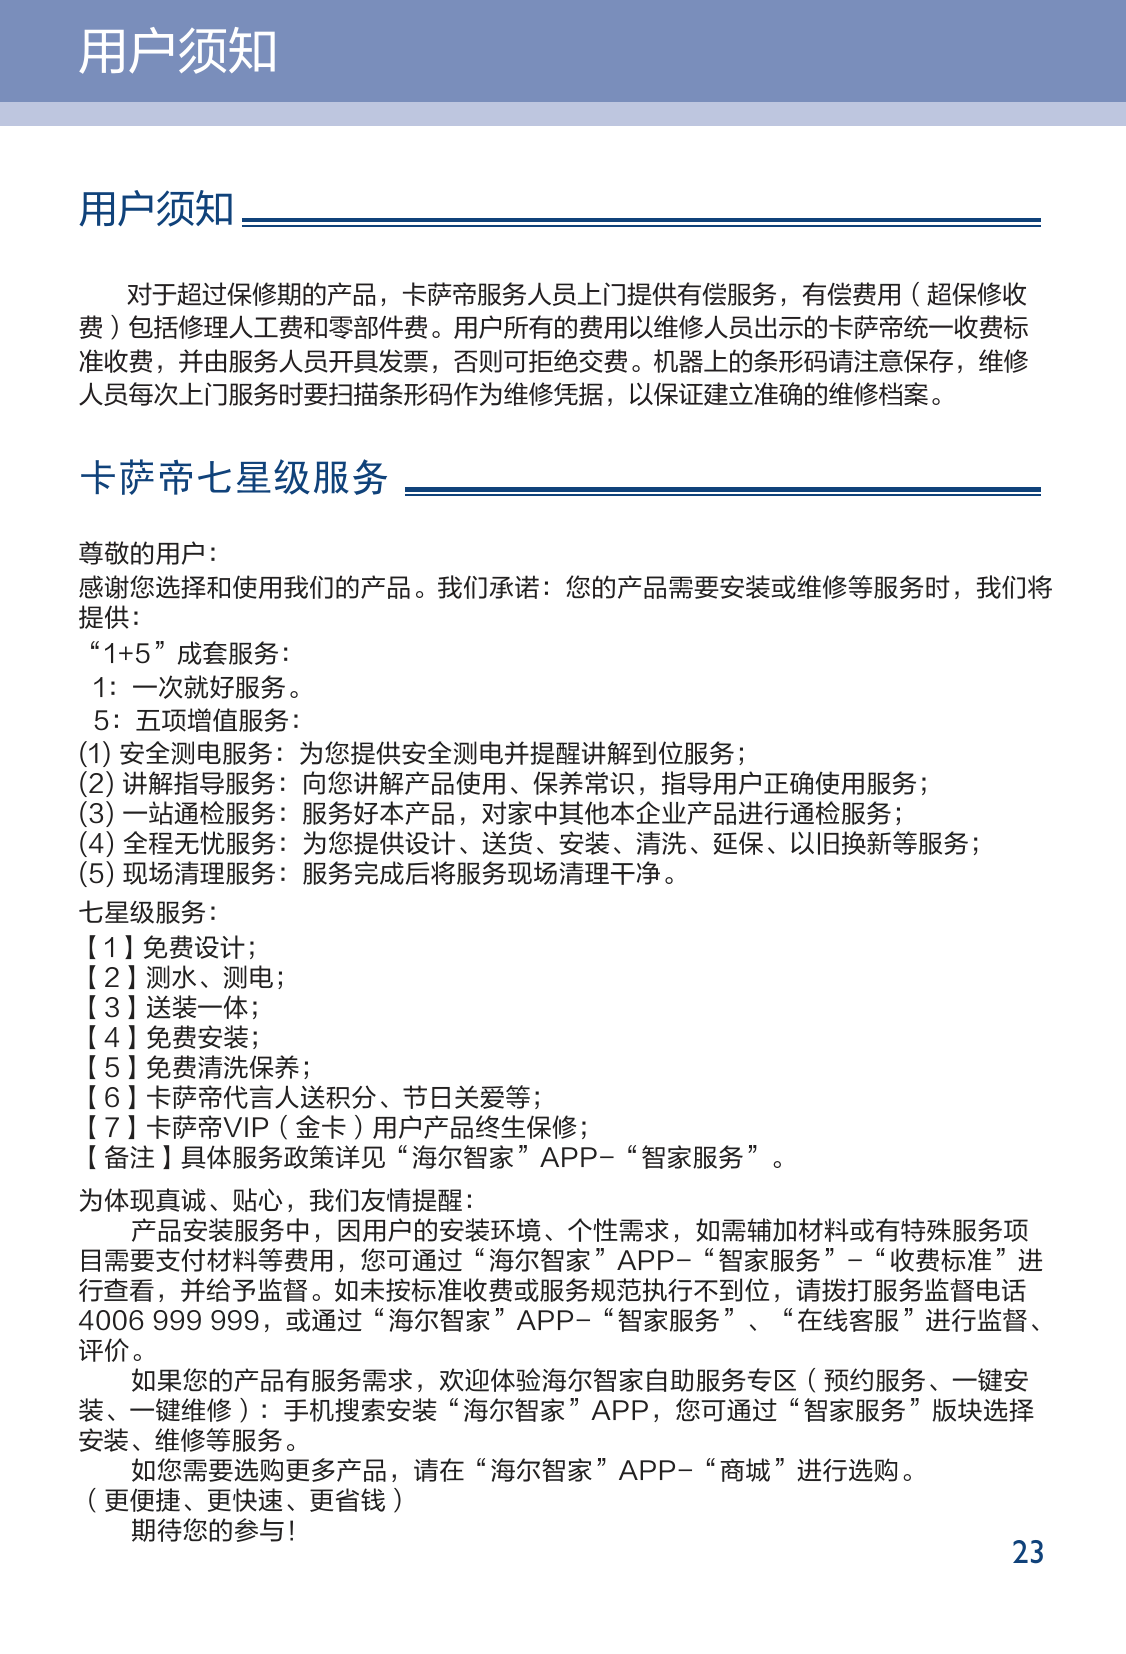 用户须知
用户须知
对于超过保修期的产品，卡萨帝服务人员上门提供有偿服务，有偿费用（超保修收
费）包括修理人工费和零部件费。用户所有的费用以维修人员出示的卡萨帝统一收费标
准收费，并由服务人员开具发票，否则可拒绝交费。机器上的条形码请注意保存，维修
人员每次上门服务时要扫描条形码作为维修凭据，以保证建立准确的维修档案。
卡萨帝七星级服务
尊敬的用户：
感谢您选择和使用我们的产品。我们承诺：您的产品需要安装或维修等服务时，我们将
提供：
“1+5”成套服务：
1：一次就好服务。
5：五项增值服务：
(1) 安全测电服务：为您提供安全测电并提醒讲解到位服务；
(2) 讲解指导服务：向您讲解产品使用、保养常识，指导用户正确使用服务；
(3) 一站通检服务：服务好本产品，对家中其他本企业产品进行通检服务；
(4) 全程无忧服务：为您提供设计、送货、安装、清洗、延保、以旧换新等服务；
(5) 现场清理服务：服务完成后将服务现场清理干净。
七星级服务：
【1】免费设计；
【2】测水、测电；
【3】送装一体；
【4】免费安装；
【5】免费清洗保养；
【6】卡萨帝代言人送积分、节日关爱等；
【7】卡萨帝VIP（金卡）用户产品终生保修；
【备注】具体服务政策详见“海尔智家”APP-“智家服务”。
为体现真诚、贴心，我们友情提醒：
产品安装服务中，因用户的安装环境、个性需求，如需辅加材料或有特殊服务项
目需要支付材料等费用，您可通过“海尔智家”APP-“智家服务”-“收费标准”进
行查看，并给予监督。如未按标准收费或服务规范执行不到位，请拨打服务监督电话
4006 999 999，或通过“海尔智家”APP-“智家服务”、“在线客服”进行监督、
评价。
如果您的产品有服务需求，欢迎体验海尔智家自助服务专区（预约服务、一键安
装、一键维修）：手机搜索安装“海尔智家”APP，您可通过“智家服务”版块选择
安装、维修等服务。
如您需要选购更多产品，请在“海尔智家”APP-“商城”进行选购。
（更便捷、更快速、更省钱）
期待您的参与！
23